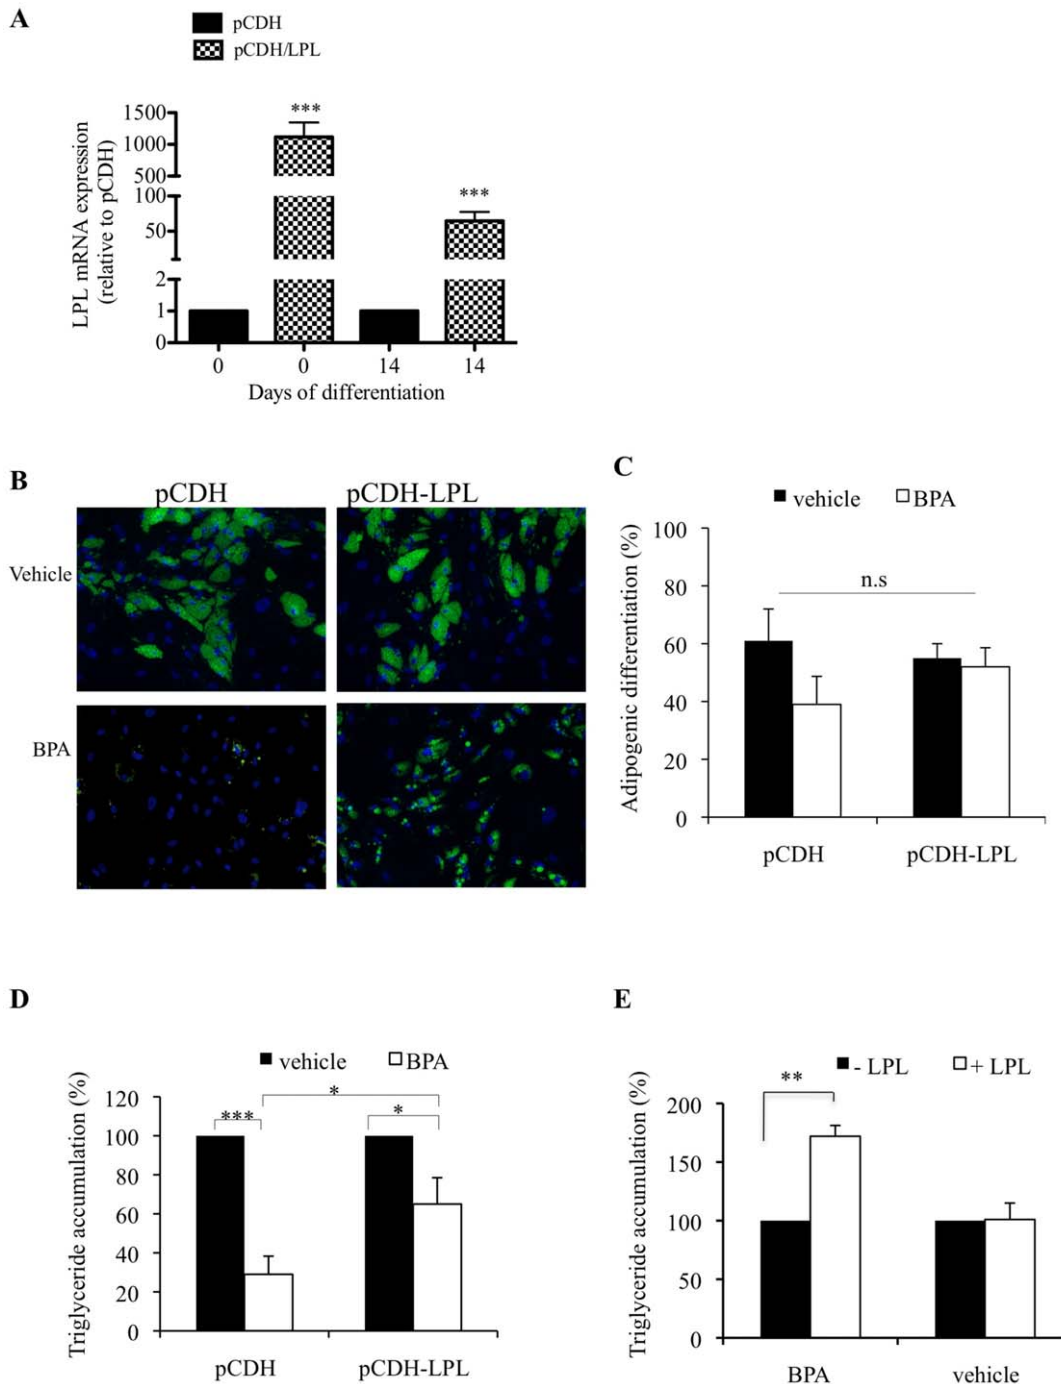 A
pCDH
pCDH/LPL
LPL mRNA expression
(relative to pCDH)
1500
1000
500
100
50
2
1
0
***
***
0 0 14 14
Days of differentiation
B
pCDH pCDH-LPL
Vehicle
BPA
C
vehicle BPA
Adipogenic differentiation (%)
100
80
60
40
20
0
n.s
pCDH pCDH-LPL
D
vehicle BPA
Triglyceride accumulation (%)
120
100
80
60
40
20
0
*
***
*
pCDH pCDH-LPL
E
- LPL + LPL
Triglyceride accumulation (%)
200
150
100
50
0
**
BPA vehicle